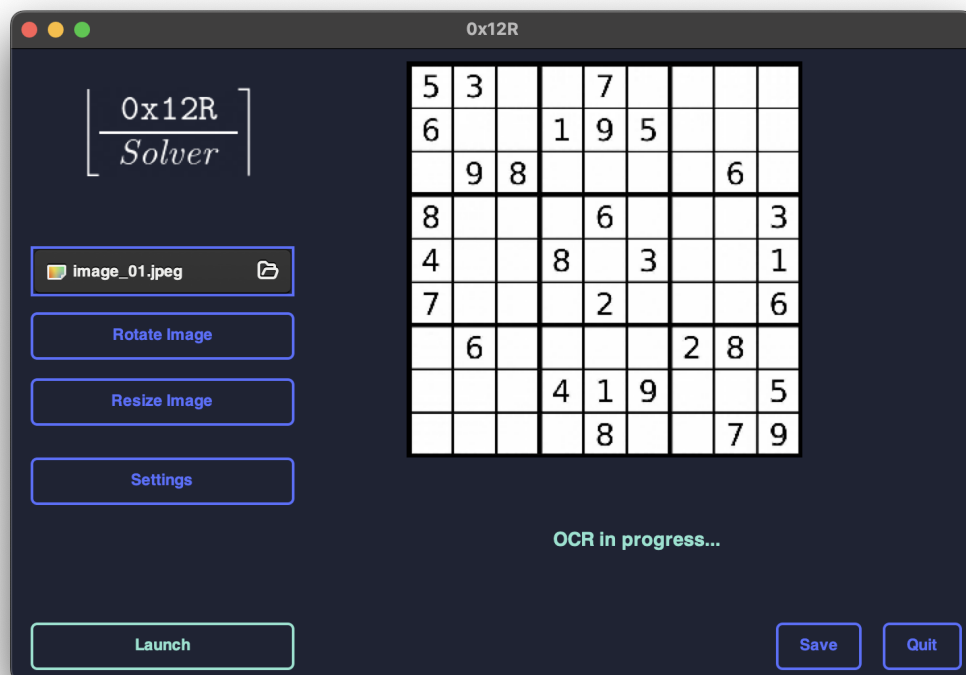 0x12R
0x12R
Solver
image_01.jpeg
Rotate Image
Resize Image
Settings
Launch
5 3 7
6 1 9 5
9 8 6
8 6 3
4 8 3 1
7 2 6
6 2 8
4 1 9 5
8 7 9
OCR in progress...
Save
Quit